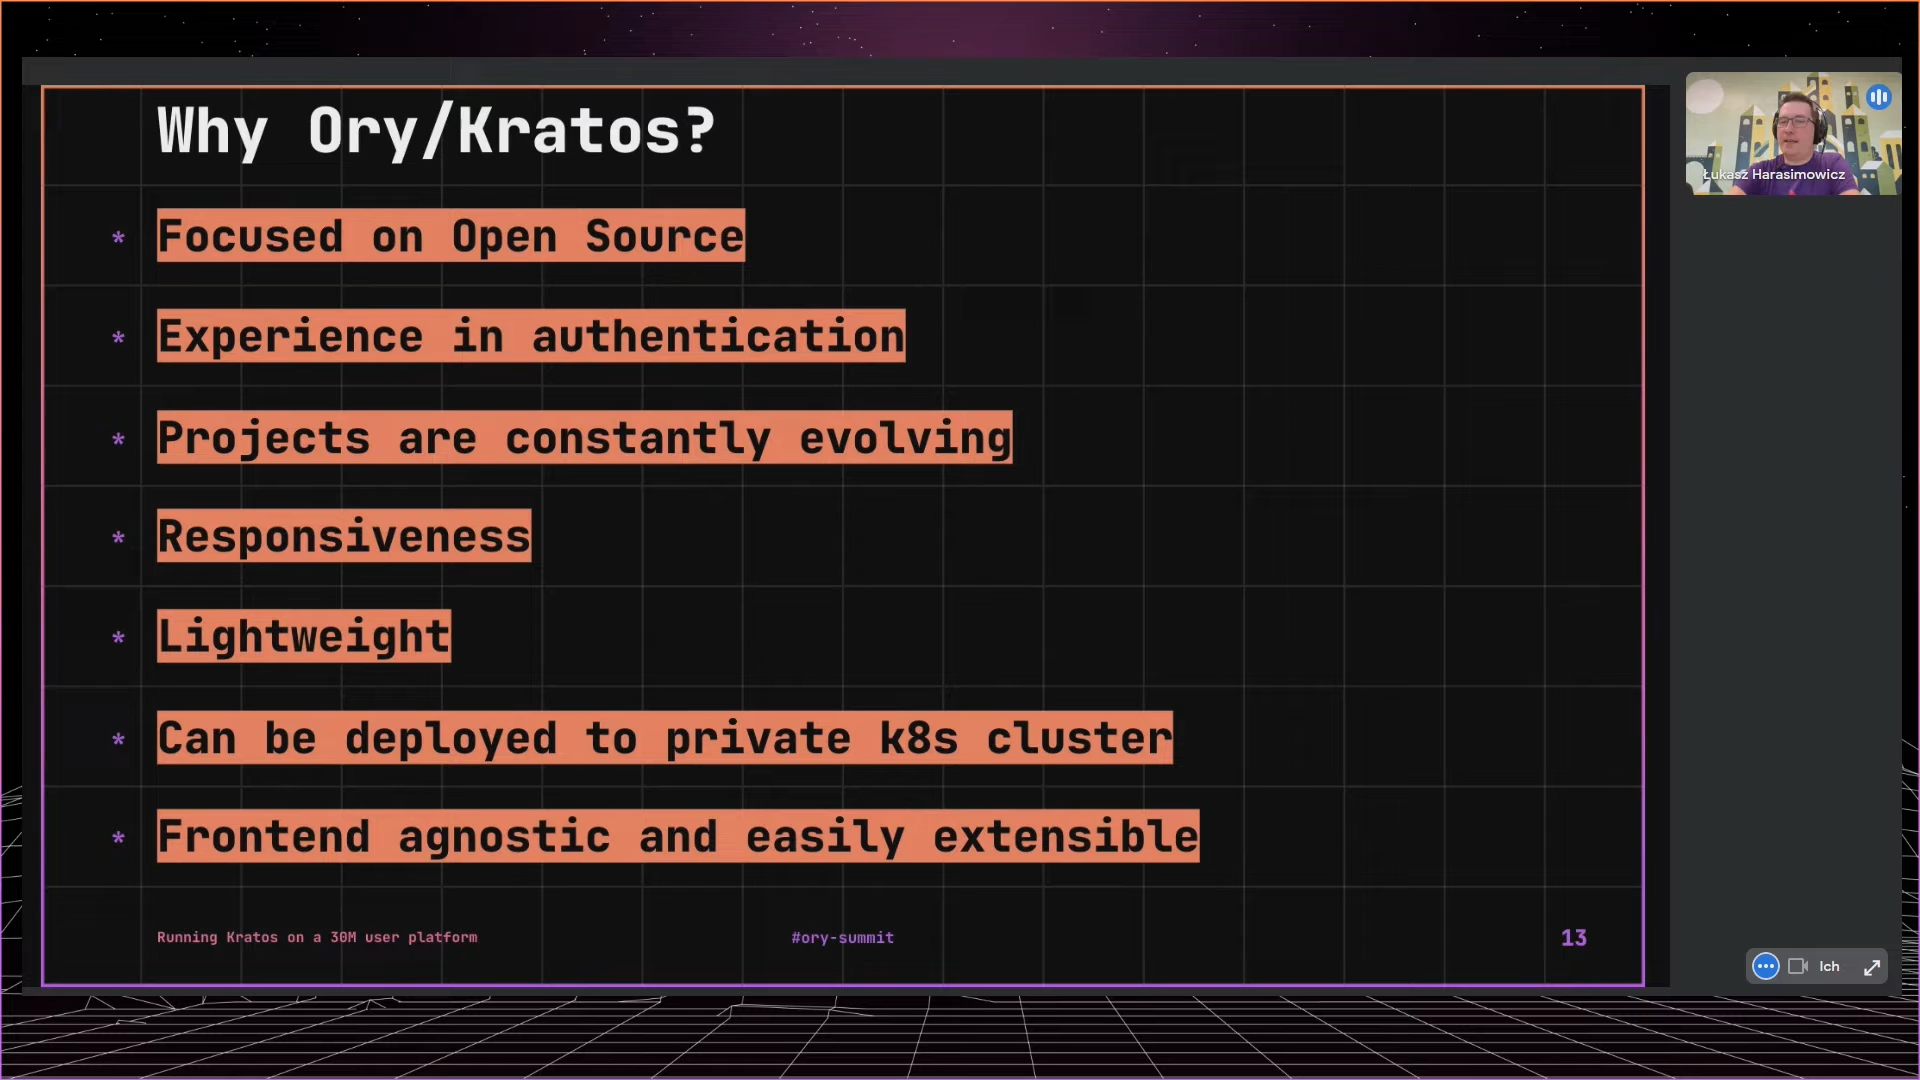 Why Ory/Kratos?
* Focused on Open Source
* Experience in authentication
* Projects are constantly evolving
* Responsiveness
* Lightweight
* Can be deployed to private k8s cluster
* Frontend agnostic and easily extensible
Running Kratos on a 30M user platform
#ory-summit
13
Łukasz Harasimowicz
Ich